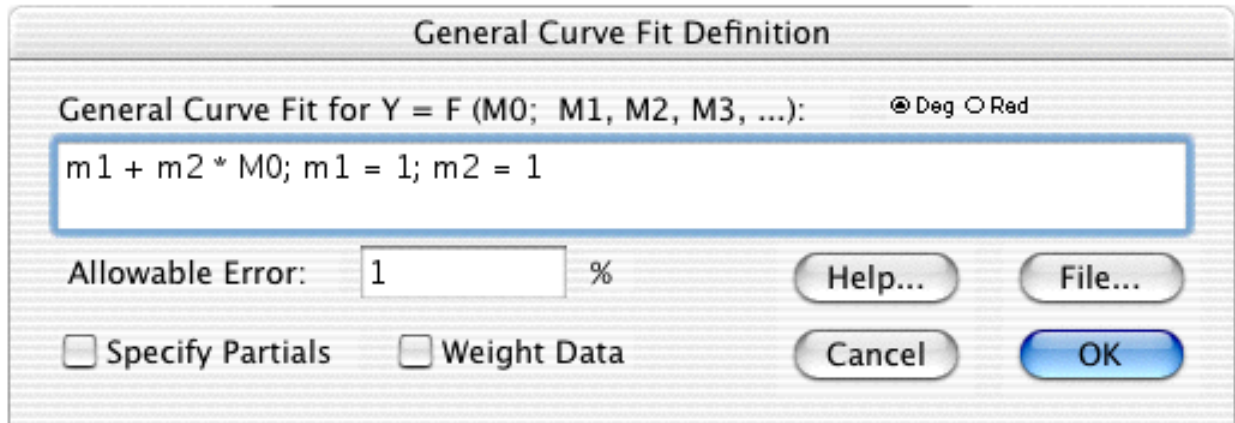 General Curve Fit Definition
General Curve Fit for Y = F (M0;  M1, M2, M3, ...): Deg Rad
m1 + m2 * M0; m1 = 1; m2 = 1
Allowable Error: 1 % Help... File...
Specify Partials Weight Data Cancel OK